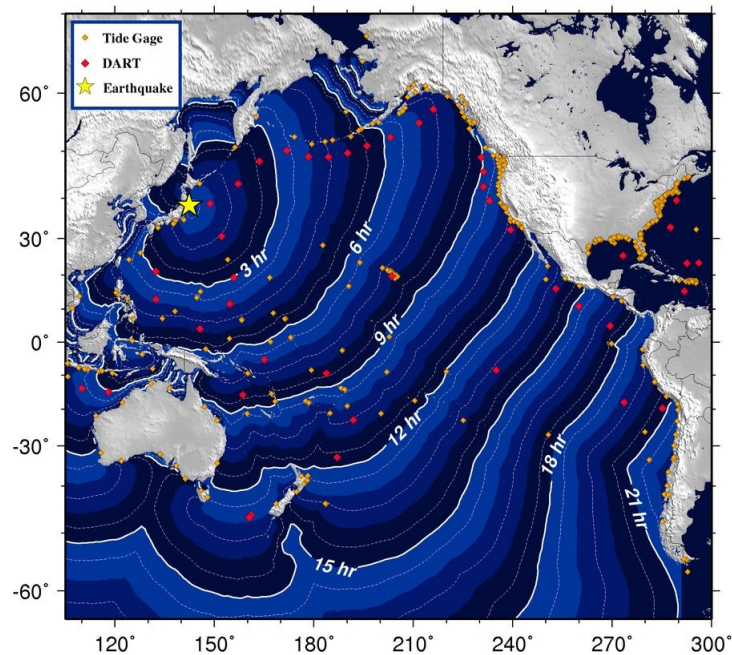 Tide Gage
DART
Earthquake
60˚
30˚
0˚
-30˚
-60˚
3 hr
6 hr
9 hr
12 hr
15 hr
18 hr
21 hr
120˚ 150˚ 180˚ 210˚ 240˚ 270˚ 300˚